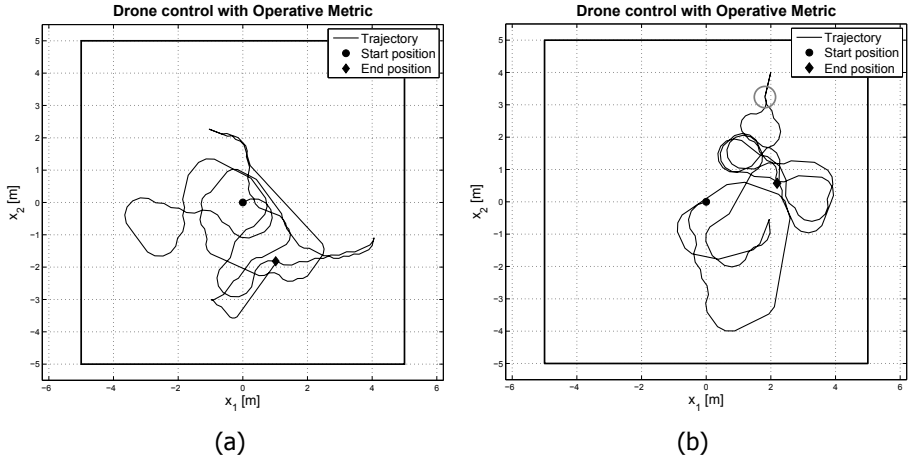 Drone control with Operative Metric
Trajectory
Start position
End position
5
4
3
2
1
0
−1
−2
−3
−4
−5
x2 [m]
−6 −4 −2 0 2 4 6
x1 [m]
(a)
Drone control with Operative Metric
Trajectory
Start position
End position
5
4
3
2
1
0
−1
−2
−3
−4
−5
x2 [m]
−6 −4 −2 0 2 4 6
x1 [m]
(b)